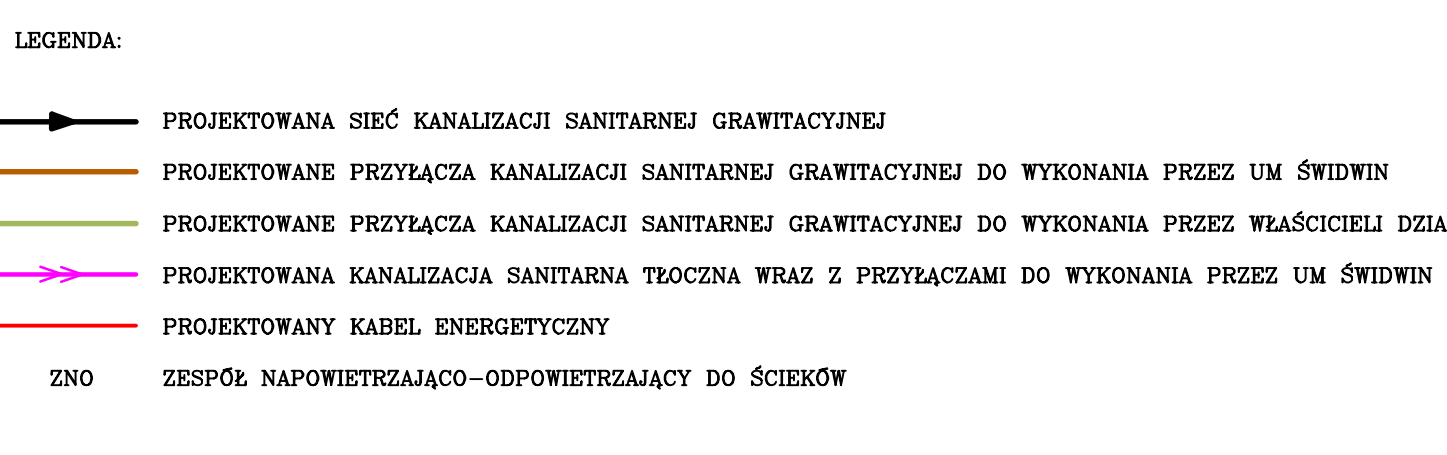 LEGENDA:
PROJEKTOWANA SIEĆ KANALIZACJI SANITARNEJ GRAWITACYJNEJ
PROJEKTOWANE PRZYŁĄCZA KANALIZACJI SANITARNEJ GRAWITACYJNEJ DO WYKONANIA PRZEZ UM ŚWIDWIN
PROJEKTOWANE PRZYŁĄCZA KANALIZACJI SANITARNEJ GRAWITACYJNEJ DO WYKONANIA PRZEZ WŁAŚCICIELI DZIA
PROJEKTOWANA KANALIZACJA SANITARNA TŁOCZNA WRAZ Z PRZYŁĄCZAMI DO WYKONANIA PRZEZ UM ŚWIDWIN
PROJEKTOWANY KABEL ENERGETYCZNY
ZNO ZESPÓŁ NAPOWIETRZAJĄCO-ODPOWIETRZAJĄCY DO ŚCIEKÓW